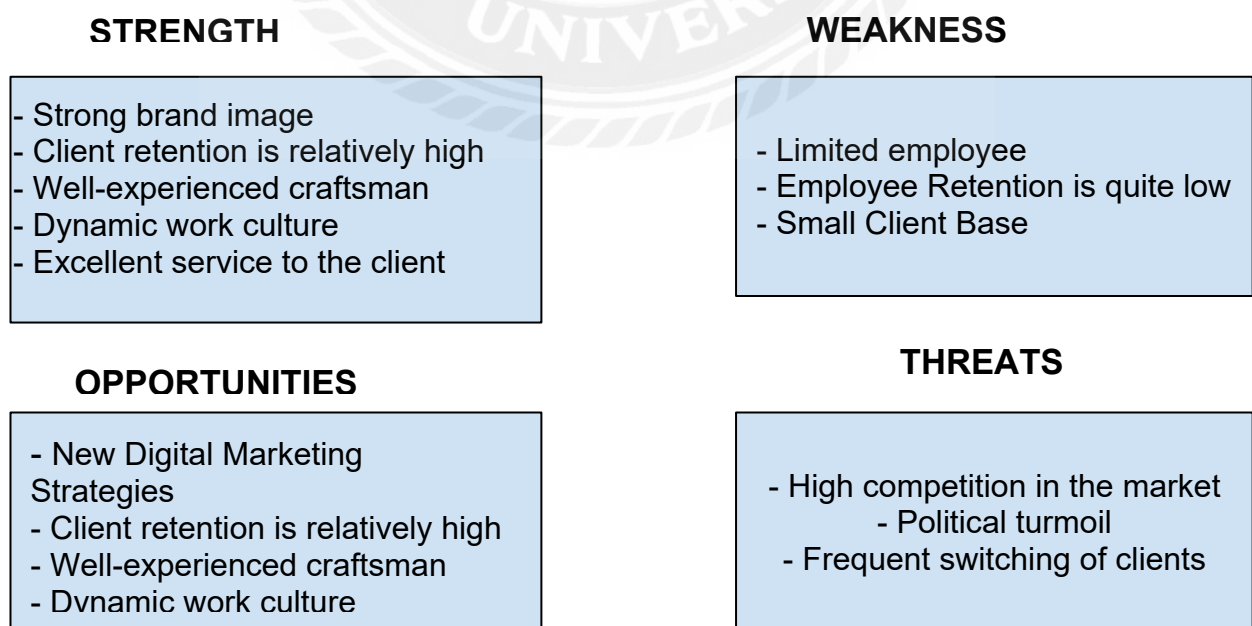 UNIVER
STRENGTH
- Strong brand image
- Client retention is relatively high
- Well-experienced craftsman
- Dynamic work culture
- Excellent service to the client
WEAKNESS
- Limited employee
- Employee Retention is quite low
- Small Client Base
OPPORTUNITIES
- New Digital Marketing
Strategies
- Client retention is relatively high
- Well-experienced craftsman
- Dynamic work culture
THREATS
- High competition in the market
- Political turmoil
- Frequent switching of clients